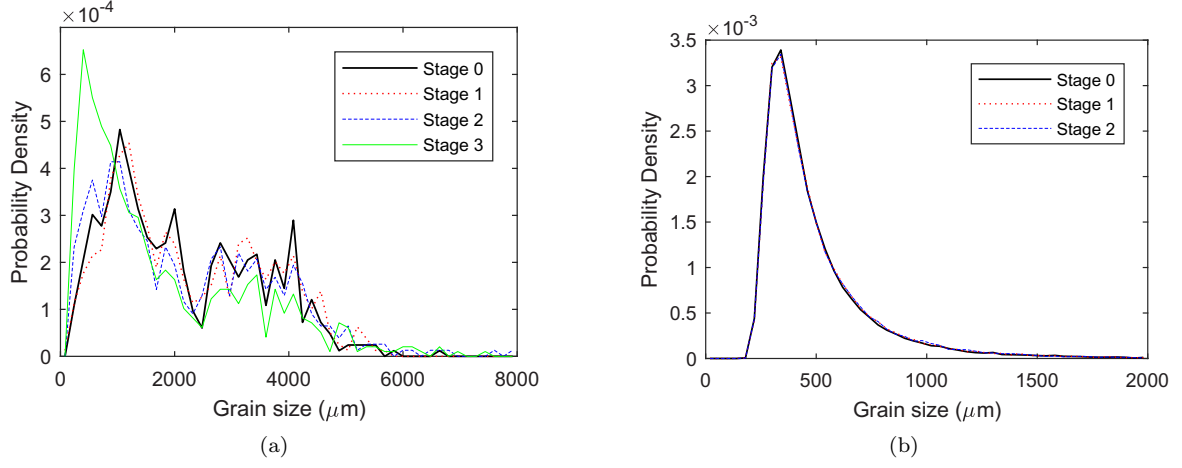 ×10⁻⁴
6
5
4
3
2
1
0
Probability Density
Stage 0
Stage 1
Stage 2
Stage 3
0 2000 4000 6000 8000
Grain size (μm)
(a)
×10⁻³
3.5
3
2.5
2
1.5
1
0.5
0
Probability Density
Stage 0
Stage 1
Stage 2
0 500 1000 1500 2000
Grain size (μm)
(b)